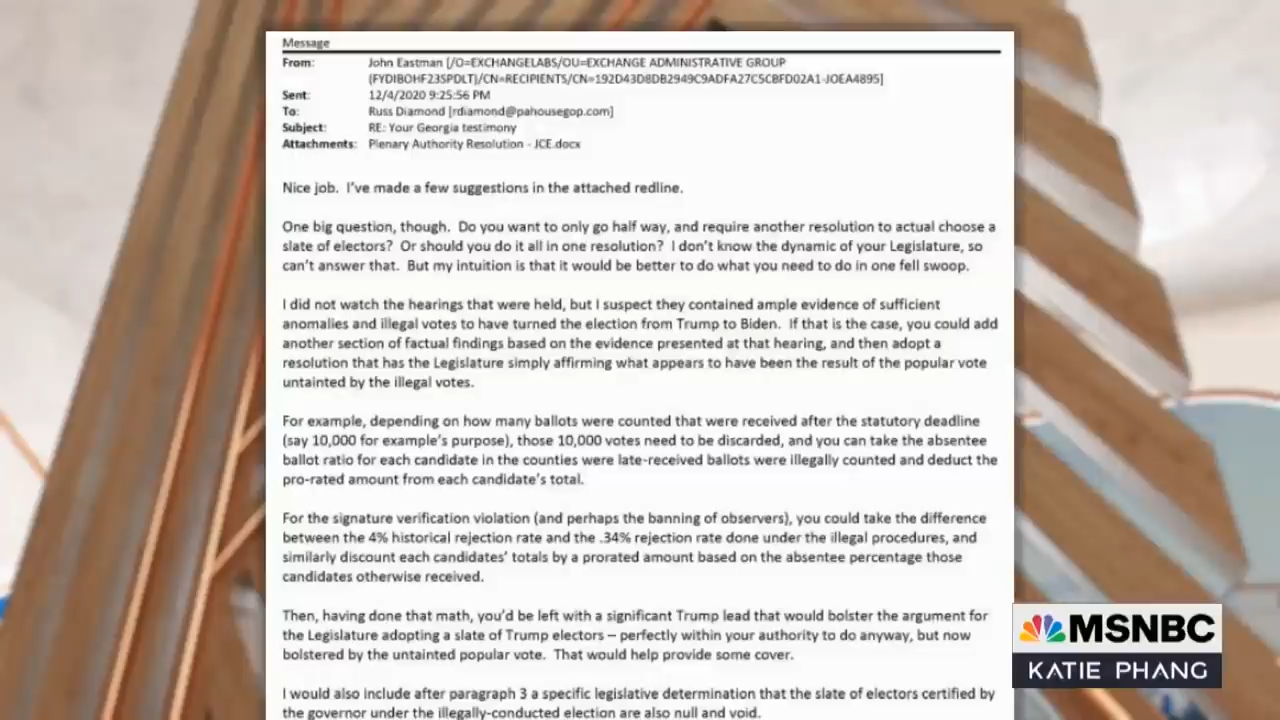 Message
From: John Eastman [/O=EXCHANGELABS/OU=EXCHANGE ADMINISTRATIVE GROUP
(FYDIBOHF23SPDLT)/CN=RECIPIENTS/CN=192D43D8DB2949C9ADFA27C5CBFD02A1-JOEA4895]
Sent: 12/4/2020 9:25:56 PM
To: Russ Diamond [rdiamond@pahousegop.com]
Subject: RE: Your Georgia testimony
Attachments: Plenary Authority Resolution - JCE.docx
Nice job. I've made a few suggestions in the attached redline.
One big question, though. Do you want to only go half way, and require another resolution to actual choose a
slate of electors? Or should you do it all in one resolution? I don't know the dynamic of your Legislature, so
can't answer that. But my intuition is that it would be better to do what you need to do in one fell swoop.
I did not watch the hearings that were held, but I suspect they contained ample evidence of sufficient
anomalies and illegal votes to have turned the election from Trump to Biden. If that is the case, you could add
another section of factual findings based on the evidence presented at that hearing, and then adopt a
resolution that has the Legislature simply affirming what appears to have been the result of the popular vote
untainted by the illegal votes.
For example, depending on how many ballots were counted that were received after the statutory deadline
(say 10,000 for example's purpose), those 10,000 votes need to be discarded, and you can take the absentee
ballot ratio for each candidate in the counties were late-received ballots were illegally counted and deduct the
pro-rated amount from each candidate's total.
For the signature verification violation (and perhaps the banning of observers), you could take the difference
between the 4% historical rejection rate and the .34% rejection rate done under the illegal procedures, and
similarly discount each candidates' totals by a prorated amount based on the absentee percentage those
candidates otherwise received.
Then, having done that math, you'd be left with a significant Trump lead that would bolster the argument for
the Legislature adopting a slate of Trump electors – perfectly within your authority to do anyway, but now
bolstered by the untainted popular vote. That would help provide some cover.
I would also include after paragraph 3 a specific legislative determination that the slate of electors certified by
the governor under the illegally-conducted election are also null and void.
MSNBC
KATIE PHANG